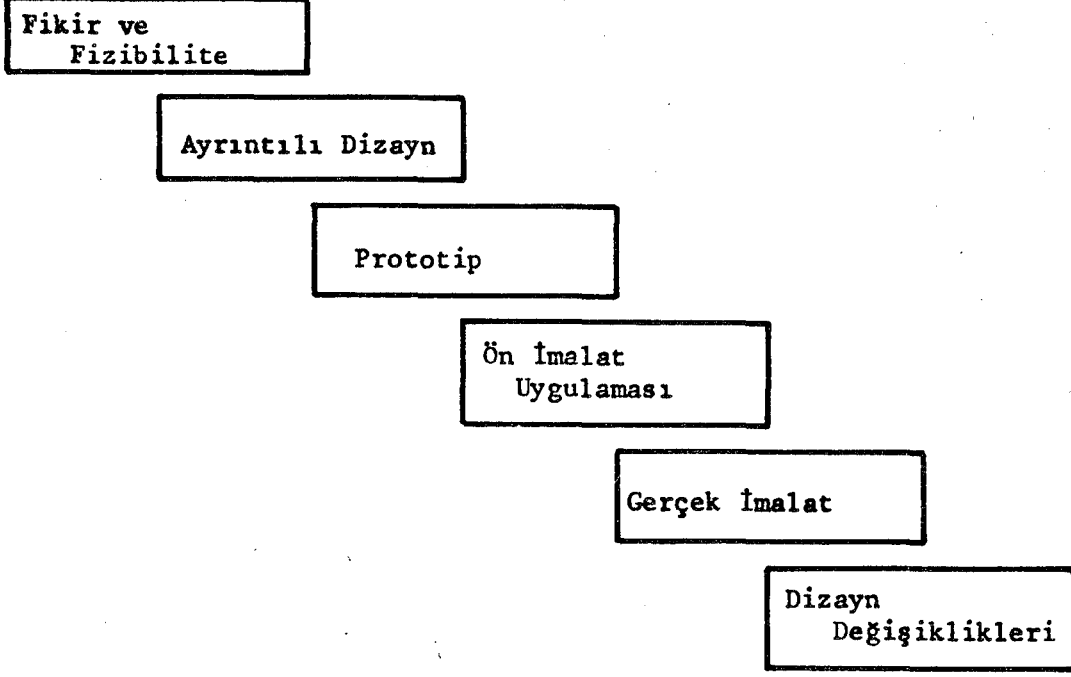 Fikir ve
Fizibilite
Ayrıntılı Dizayn
Prototip
Ön İmalat
Uygulaması
Gerçek İmalat
Dizayn
Değişiklikleri